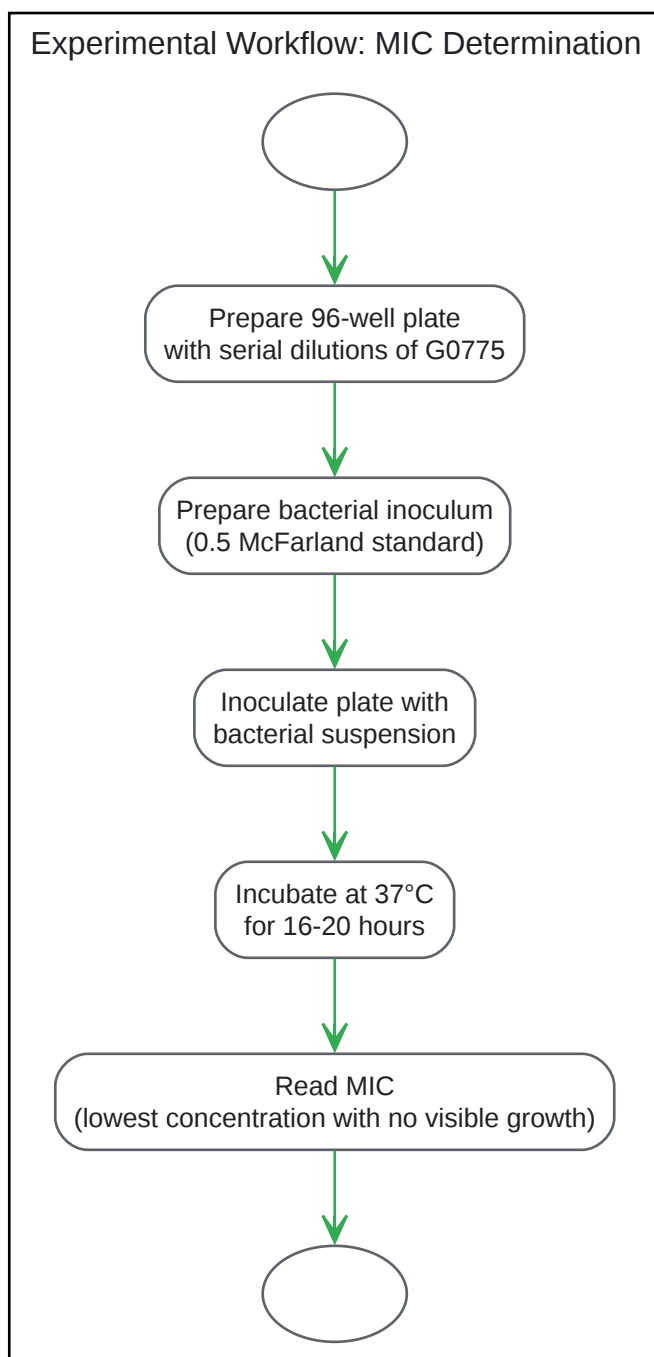 Experimental Workflow: MIC Determination
Prepare 96-well plate
with serial dilutions of G0775
Prepare bacterial inoculum
(0.5 McFarland standard)
Inoculate plate with
bacterial suspension
Incubate at 37°C
for 16-20 hours
Read MIC
(lowest concentration with no visible growth)